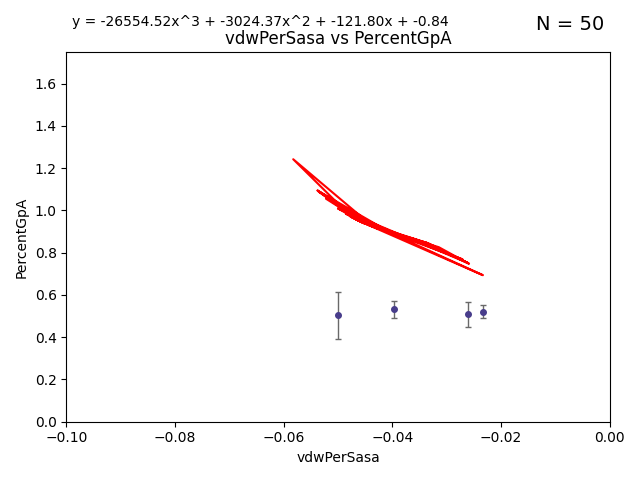 y = -26554.52x^3 + -3024.37x^2 + -121.80x + -0.84
N = 50
vdwPerSasa vs PercentGpA
1.6
1.4
1.2
1.0
0.8
0.6
0.4
0.2
0.0
PercentGpA
−0.10 −0.08 −0.06 −0.04 −0.02 0.00
vdwPerSasa